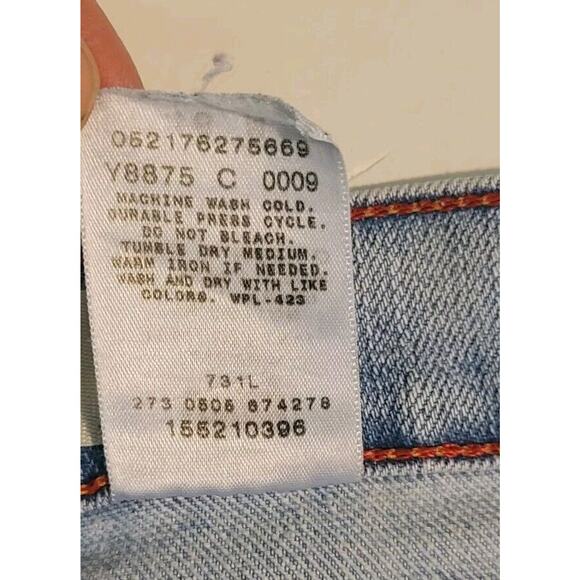 052176275669
Y8875 C 0009
MACHINE WASH COLD.
DURABLE PRESS CYCLE.
DO NOT BLEACH.
TUMBLE DRY MEDIUM.
WARM IRON IF NEEDED.
WASH AND DRY WITH LIKE
COLORS. WPL-423
731L
273 0505 674278
155210396